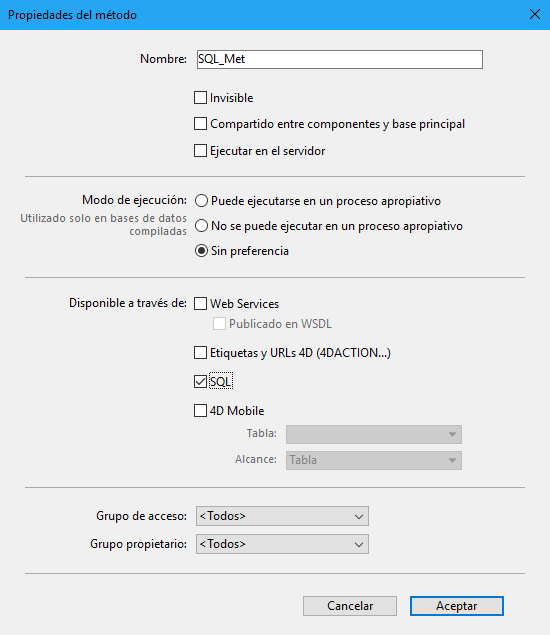 Propiedades del método
Nombre: SQL_Met
Invisible
Compartido entre componentes y base principal
Ejecutar en el servidor
Modo de ejecución: Puede ejecutarse en un proceso apropiativo
Utilizado solo en bases de datos
compiladas
No se puede ejecutar en un proceso apropiativo
Sin preferencia
Disponible a través de: Web Services
Publicado en WSDL
Etiquetas y URLs 4D (4DACTION...)
SQL
4D Mobile
Tabla:
Alcance: Tabla
Grupo de acceso: <Todos>
Grupo propietario: <Todos>
Cancelar Aceptar